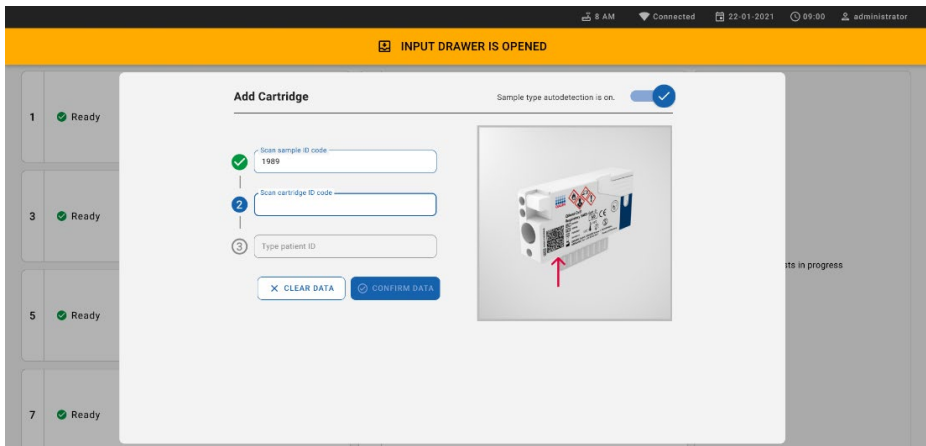 8 AM Connected 22-01-2021 09:00 administrator
INPUT DRAWER IS OPENED
Add Cartridge
Sample type autodetection is on.
1 Ready
Scan sample ID code
1989
Scan cartridge ID code
2
3 Ready
3 Type patient ID
sts in progress
CLEAR DATA CONFIRM DATA
5 Ready
7 Ready